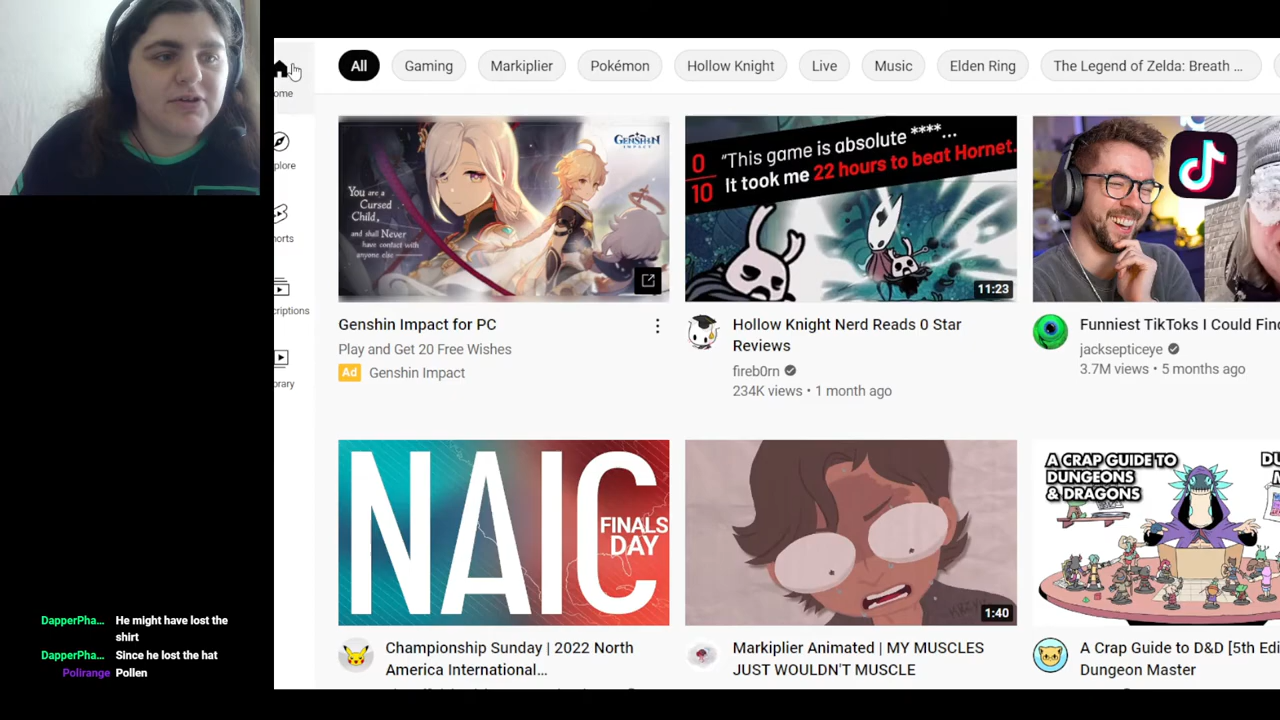 All
Gaming
Markiplier
Pokémon
Hollow Knight
Live
Music
Elden Ring
The Legend of Zelda: Breath ...
ome
plore
orts
riptions
rary
GENSHIN
IMPACT
You are a
Cursed
Child,
and shall Never
have contact with
anyone else
0
10
"This game is absolute ****...
It took me 22 hours to beat Hornet.
11:23
Genshin Impact for PC
Play and Get 20 Free Wishes
Ad Genshin Impact
Hollow Knight Nerd Reads 0 Star
Reviews
fireb0rn
234K views • 1 month ago
Funniest TikToks I Could Find
jacksepticeye
3.7M views • 5 months ago
NAIC
FINALS
DAY
1:40
A CRAP GUIDE TO
DUNGEONS
& DRAGONS
Championship Sunday | 2022 North
America International...
Markiplier Animated | MY MUSCLES
JUST WOULDN'T MUSCLE
A Crap Guide to D&D [5th Edi
Dungeon Master
DapperPha... He might have lost the
shirt
DapperPha... Since he lost the hat
Polirange Pollen